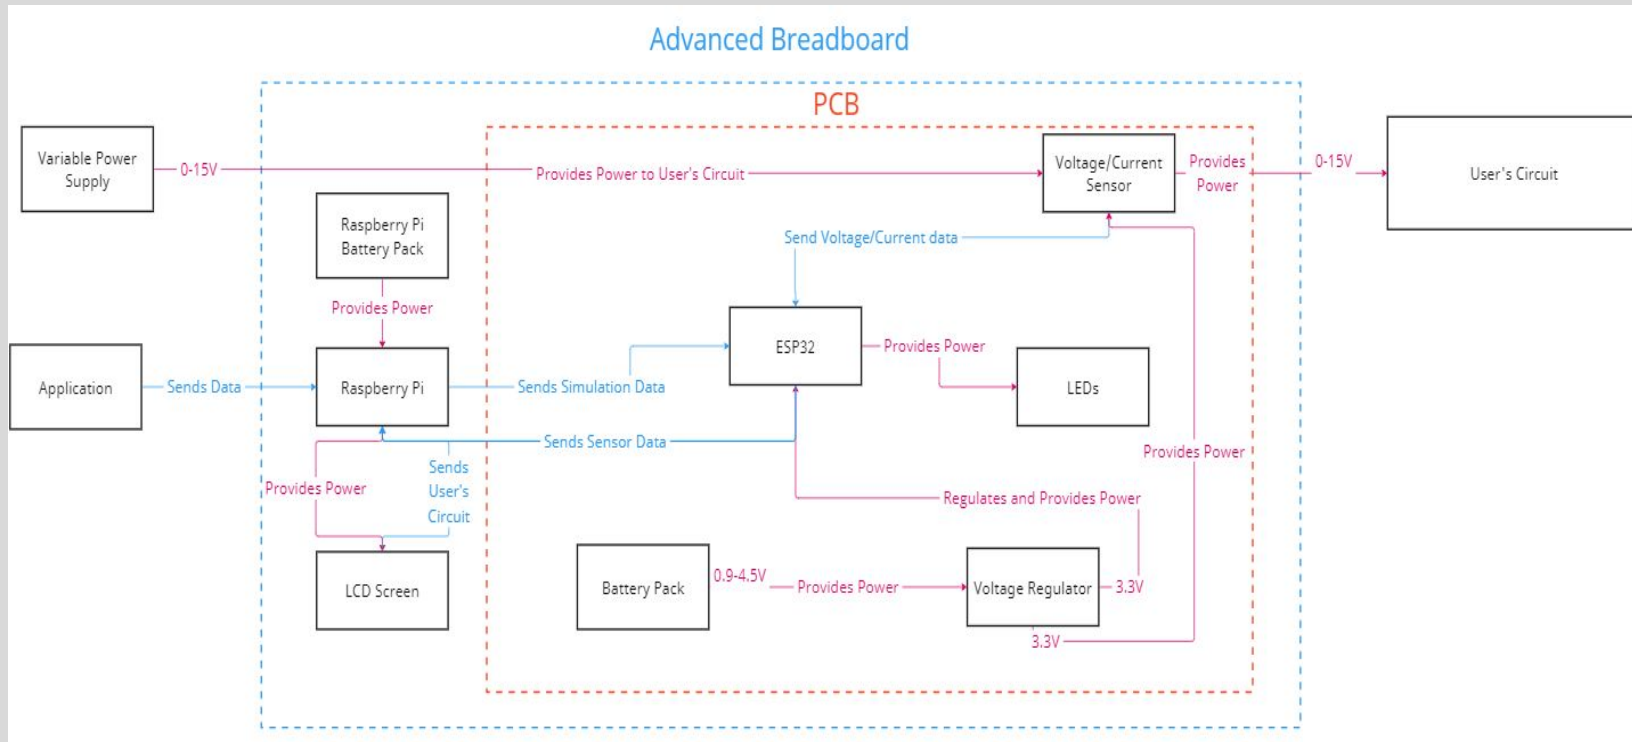 Advanced Breadboard
PCB
Variable Power
Supply
0-15V
Provides Power to User's Circuit
Voltage/Current
Sensor
Provides
Power
0-15V
User's Circuit
Raspberry Pi
Battery Pack
Send Voltage/Current data
Provides Power
ESP32
Provides Power
Application
Sends Data
Raspberry Pi
Sends Simulation Data
LEDs
Sends Sensor Data
Provides Power
Provides Power
Sends
User's
Circuit
Regulates and Provides Power
LCD Screen
Battery Pack
0.9-4.5V
Provides Power
Voltage Regulator
3.3V
3.3V